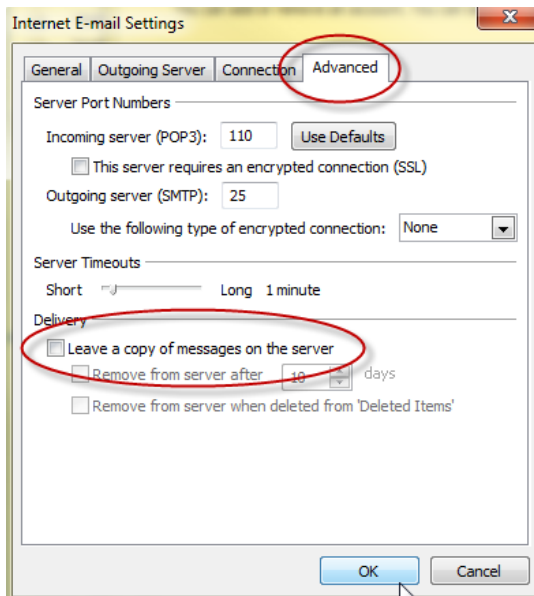 Internet E-mail Settings
General Outgoing Server Connection Advanced
Server Port Numbers
Incoming server (POP3): 110 Use Defaults
This server requires an encrypted connection (SSL)
Outgoing server (SMTP): 25
Use the following type of encrypted connection: None
Server Timeouts
Short Long 1 minute
Delivery
Leave a copy of messages on the server
Remove from server after 10 days
Remove from server when deleted from 'Deleted Items'
OK Cancel